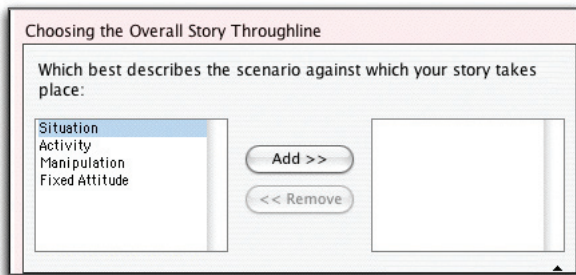 Choosing the Overall Story Throughline
Which best describes the scenario against which your story takes
place:
Situation
Activity
Manipulation
Fixed Attitude
Add >>
<< Remove